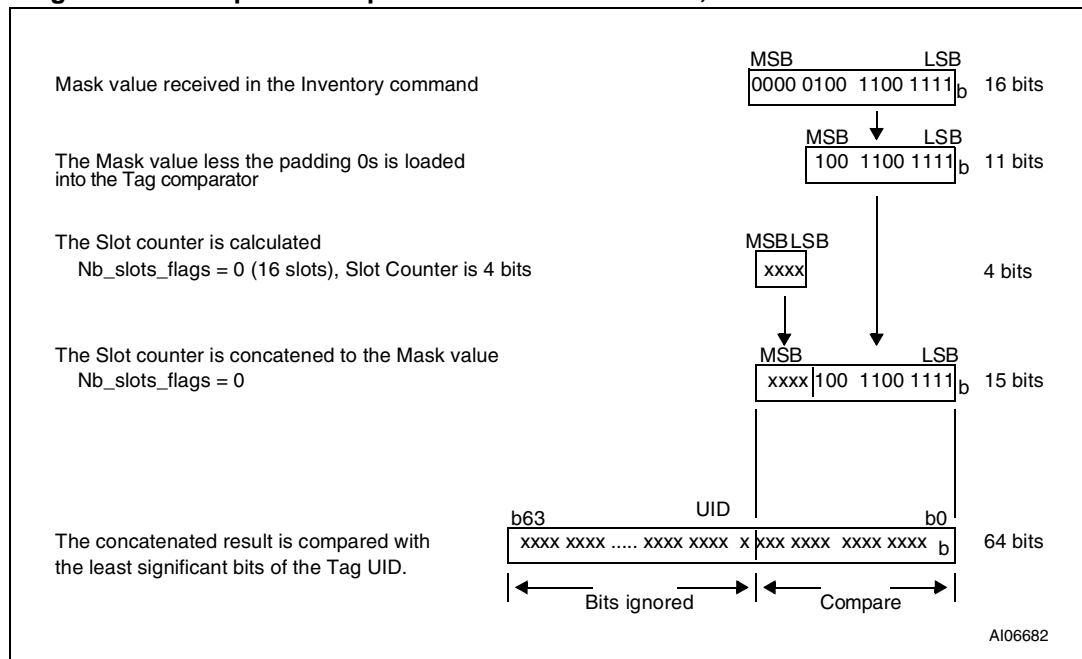 MSB LSB
Mask value received in the Inventory command 0000 0100 1100 1111 b 16 bits
MSB LSB
The Mask value less the padding 0s is loaded
into the Tag comparator
100 1100 1111 b 11 bits
The Slot counter is calculated
MSB LSB
Nb_slots_flags = 0 (16 slots), Slot Counter is 4 bits xxxx 4 bits
The Slot counter is concatened to the Mask value
MSB LSB
Nb_slots_flags = 0 xxxx 100 1100 1111 b 15 bits
UID
b63 b0
The concatenated result is compared with
the least significant bits of the Tag UID.
xxxx xxxx ..... xxxx xxxx x xxx xxxx xxxx xxxx b 64 bits
Bits ignored Compare
AI06682